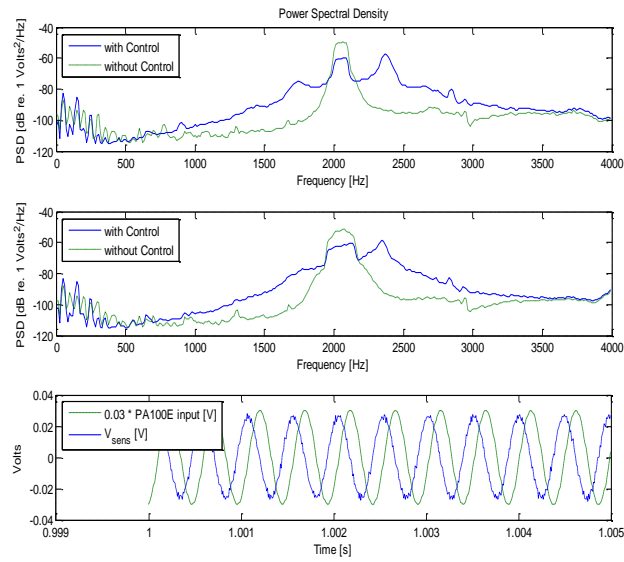 Power Spectral Density
PSD [dB re. 1 Volts²/Hz]
-40
-60
-80
-100
-120
with Control
without Control
0 500 1000 1500 2000 2500 3000 3500 4000
Frequency [Hz]
PSD [dB re. 1 Volts²/Hz]
-40
-60
-80
-100
-120
with Control
without Control
0 500 1000 1500 2000 2500 3000 3500 4000
Frequency [Hz]
Volts
0.04
0.02
0
-0.02
-0.04
0.03 * PA100E input [V]
V_sens [V]
0.999 1 1.001 1.002 1.003 1.004 1.005
Time [s]